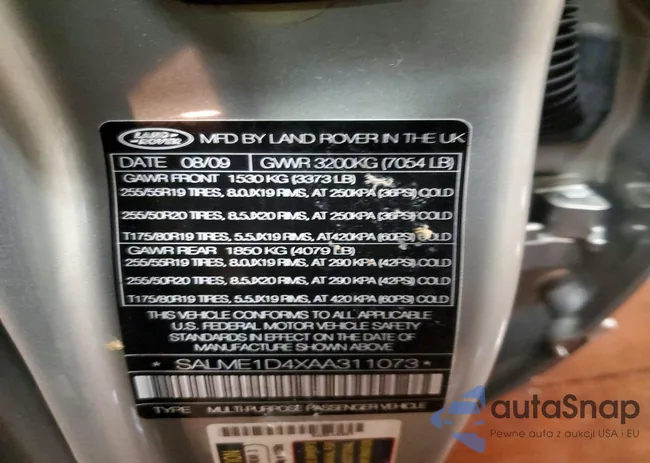 LAND ROVER MFD BY LAND ROVER IN THE UK
DATE 08/09 GVWR 3200KG (7054 LB)
GAWR FRONT 1530 KG (3373 LB)
255/55R19 TIRES, 8.0JX19 RIMS, AT 250KPA (36PSI) COLD
255/50R20 TIRES, 8.5JX20 RIMS, AT 250KPA (36PSI) COLD
T175/80R19 TIRES, 5.5JX19 RIMS, AT 420KPA (60PSI) COLD
GAWR REAR 1850 KG (4079 LB)
255/55R19 TIRES, 8.0JX19 RIMS, AT 290 KPA (42PSI) COLD
255/50R20 TIRES, 8.5JX20 RIMS, AT 290 KPA (42PSI) COLD
T175/80R19 TIRES, 5.5JX19 RIMS, AT 420 KPA (60PSI) COLD
THIS VEHICLE CONFORMS TO ALL APPLICABLE
U.S. FEDERAL MOTOR VEHICLE SAFETY
STANDARDS IN EFFECT ON THE DATE OF
MANUFACTURE SHOWN ABOVE.
* SALME1D4XAA311073 *
TYPE MULTI-PURPOSE PASSENGER VEHICLE
autaSnap
Pewne auta z aukcji USA i EU